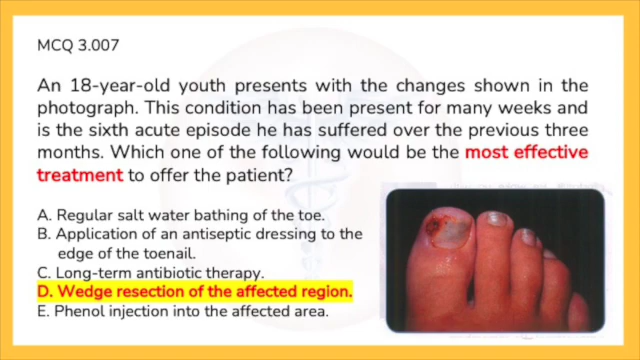 MCQ 3.007
An 18-year-old youth presents with the changes shown in the
photograph. This condition has been present for many weeks and
is the sixth acute episode he has suffered over the previous three
months. Which one of the following would be the most effective
treatment to offer the patient?
A. Regular salt water bathing of the toe.
B. Application of an antiseptic dressing to the
edge of the toenail.
C. Long-term antibiotic therapy.
D. Wedge resection of the affected region.
E. Phenol injection into the affected area.